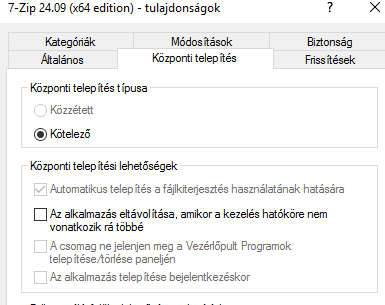 7-Zip 24.09 (x64 edition) - tulajdonságok
Kategóriák Módosítások Biztonság
Általános Központi telepítés Frissítések
Központi telepítés típusa
Közzétett
Kötelező
Központi telepítési lehetőségek
Automatikus telepítés a fájlkiterjesztés használatának hatására
Az alkalmazás eltávolítása, amikor a kezelés hatóköre nem
vonatkozik rá többé
A csomag ne jelenjen meg a Vezérlőpult Programok
telepítése/törlése paneljén
Az alkalmazás telepítése bejelentkezéskor